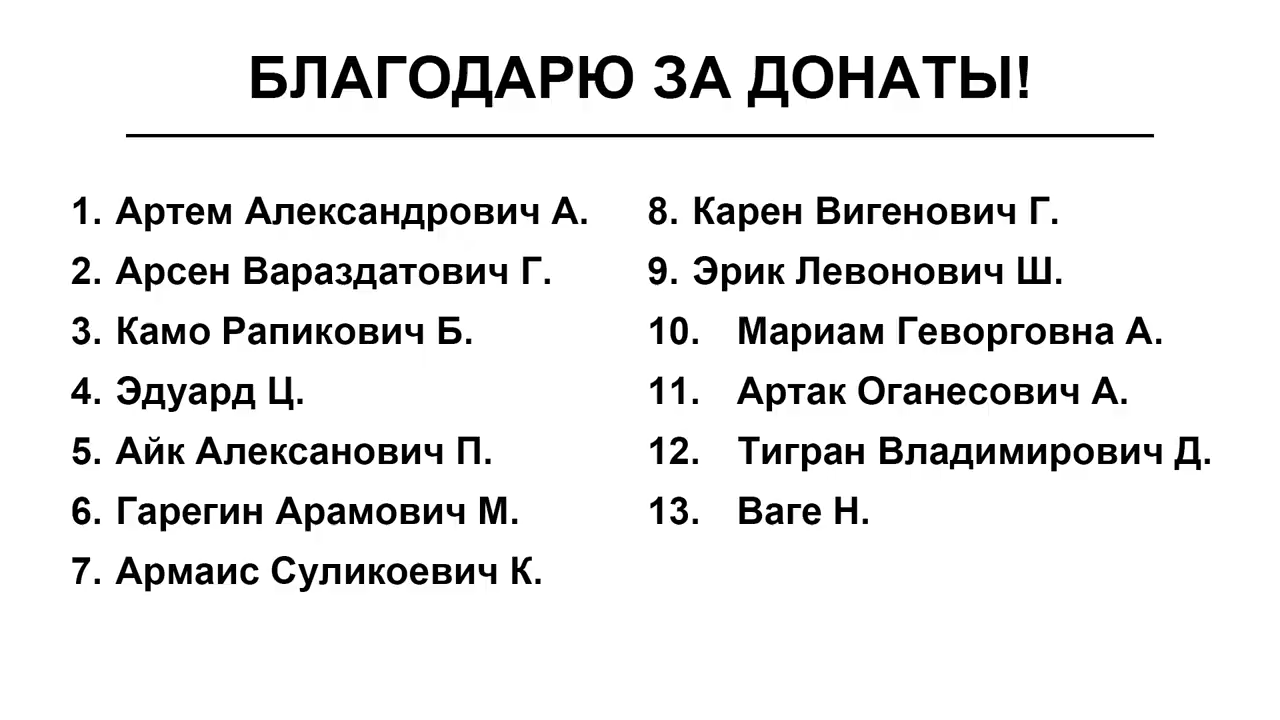 БЛАГОДАРЮ ЗА ДОНАТЫ!
1. Артем Александрович А.
2. Арсен Вараздатович Г.
3. Камо Рапикович Б.
4. Эдуард Ц.
5. Айк Алексанович П.
6. Гарегин Арамович М.
7. Армаис Суликоевич К.
8. Карен Вигенович Г.
9. Эрик Левонович Ш.
10. Мариам Геворговна А.
11. Артак Оганесович А.
12. Тигран Владимирович Д.
13. Ваге Н.